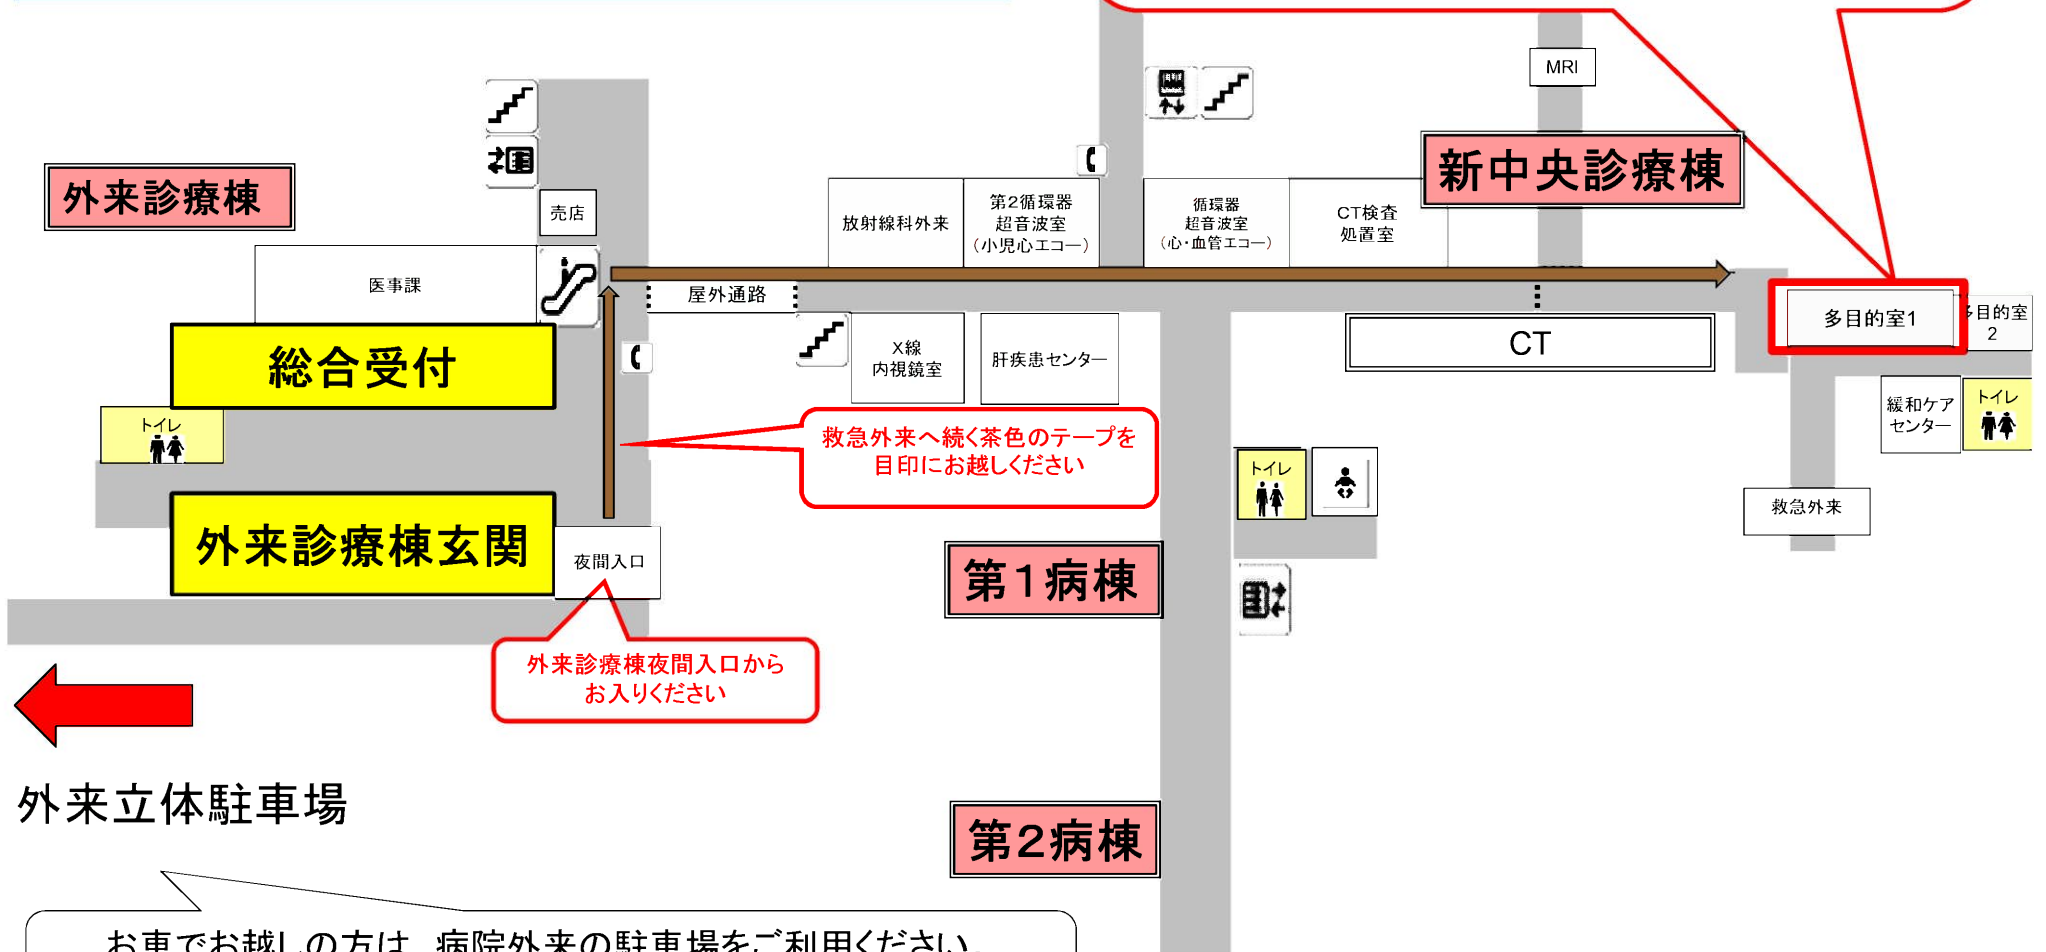 MRI
外来診療棟
新中央診療棟
売店
放射線科外来
第2循環器
超音波室
（小児心エコー）
循環器
超音波室
（心・血管エコー）
CT検査
処置室
医事課
屋外通路
多目的室1
多目的室
2
総合受付
X線
内視鏡室
肝疾患センター
CT
トイレ
緩和ケア
センター
トイレ
救急外来へ続く茶色のテープを
目印にお越しください
トイレ
救急外来
外来診療棟玄関
夜間入口
第1病棟
外来診療棟夜間入口から
お入りください
外来立体駐車場
第2病棟
お車でお越しの方は、病院外来の駐車場をご利用ください。